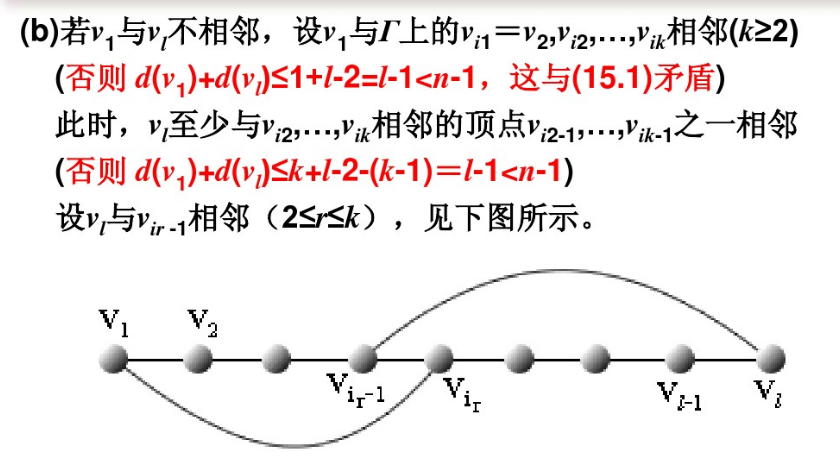 (b)若v₁与vₗ不相邻，设v₁与Γ上的vᵢ₁＝v₂,vᵢ₂,…,vᵢₖ相邻(k≥2)
(否则 d(v₁)+d(vₗ)≤1+l-2=l-1<n-1，这与(15.1)矛盾)
此时，vₗ至少与vᵢ₂,…,vᵢₖ相邻的顶点vᵢ₂₋₁,…,vᵢₖ₋₁之一相邻
(否则 d(v₁)+d(vₗ)≤k+l-2-(k-1)＝l-1<n-1)
设vₗ与vᵢᵣ₋₁相邻（2≤r≤k），见下图所示。
V₁ V₂
Vᵢᵣ₋₁ Vᵢᵣ Vₗ₋₁ Vₗ